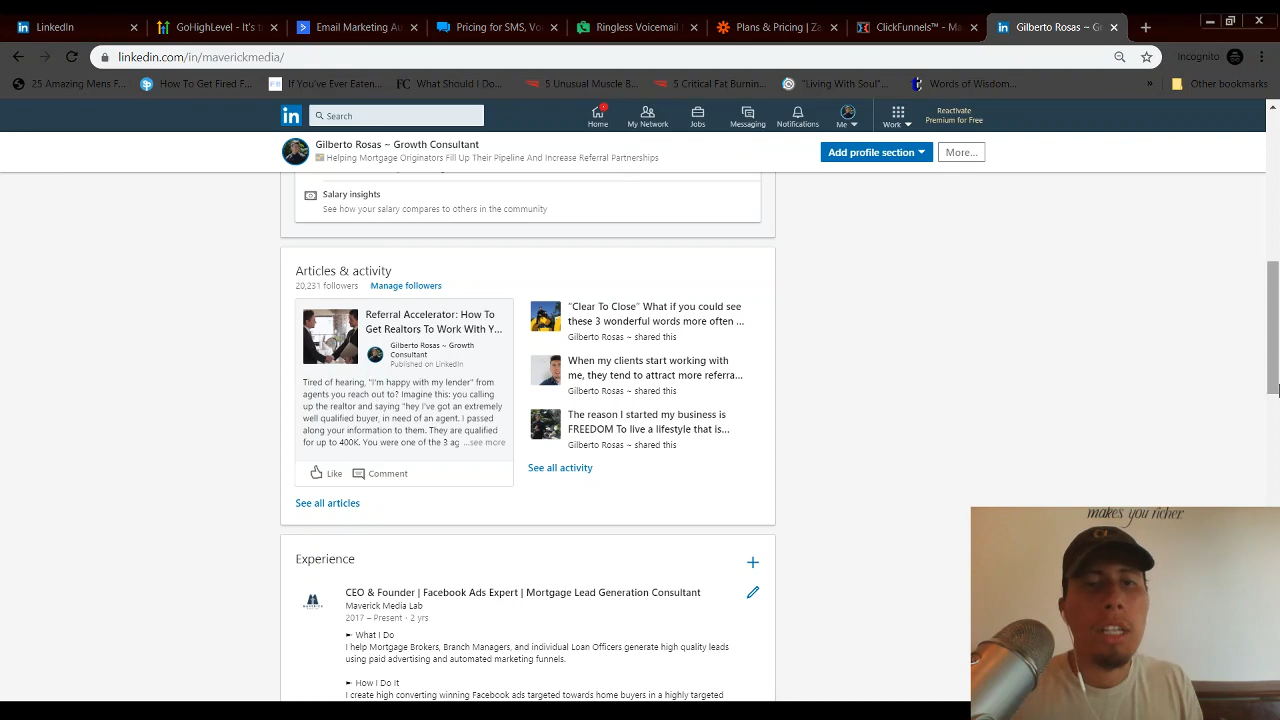 LinkedIn
GoHighLevel - It's t
Email Marketing Au
Pricing for SMS, Vo
Ringless Voicemail
Plans & Pricing | Za
ClickFunnels™ - Ma
Gilberto Rosas ~ G
linkedin.com/in/maverickmedia/
Incognito
25 Amazing Mens F...
How To Get Fired F...
If You've Ever Eaten...
What Should I Do...
5 Unusual Muscle B...
5 Critical Fat Burnin...
"Living With Soul"...
Words of Wisdom...
Other bookmarks
Search
Home
My Network
Jobs
Messaging
Notifications
Me
Work
Reactivate
Premium for Free
Gilberto Rosas ~ Growth Consultant
Helping Mortgage Originators Fill Up Their Pipeline And Increase Referral Partnerships
Add profile section
More...
Salary insights
See how your salary compares to others in the community
Articles & activity
20,231 followers
Manage followers
Referral Accelerator: How To
Get Realtors To Work With Y...
Gilberto Rosas ~ Growth
Consultant
Published on LinkedIn
Tired of hearing, "I'm happy with my lender" from
agents you reach out to? Imagine this: you calling
up the realtor and saying "hey I've got an extremely
well qualified buyer, in need of an agent. I passed
along your information to them. They are qualified
for up to 400K. You were one of the 3 ag ...see more
Like
Comment
See all articles
"Clear To Close" What if you could see
these 3 wonderful words more often ...
Gilberto Rosas ~ shared this
When my clients start working with
me, they tend to attract more referra...
Gilberto Rosas ~ shared this
The reason I started my business is
FREEDOM To live a lifestyle that is...
Gilberto Rosas ~ shared this
See all activity
Experience
CEO & Founder | Facebook Ads Expert | Mortgage Lead Generation Consultant
Maverick Media Lab
2017 – Present · 2 yrs
► What I Do
I help Mortgage Brokers, Branch Managers, and individual Loan Officers generate high quality leads
using paid advertising and automated marketing funnels.
► How I Do It
I create high converting winning Facebook ads targeted towards home buyers in a highly targeted
makes you richer.